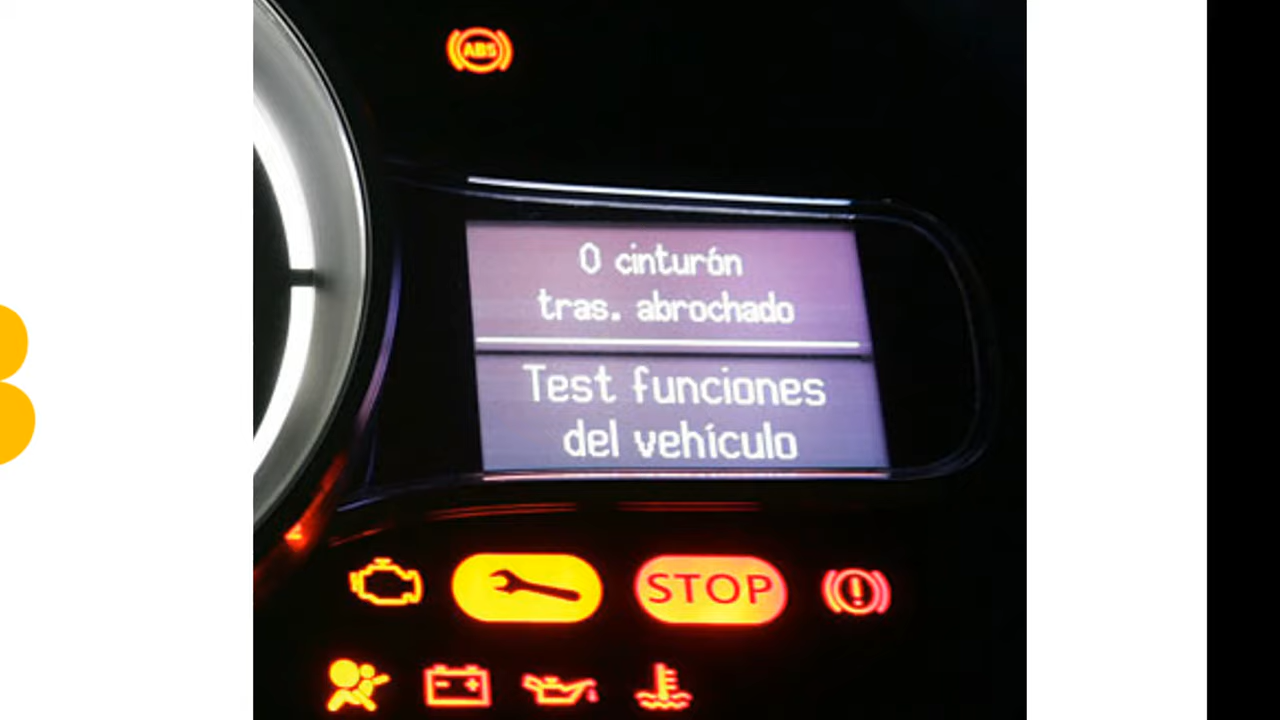 ABS
0 cinturón
tras. abrochado
Test funciones
del vehículo
STOP